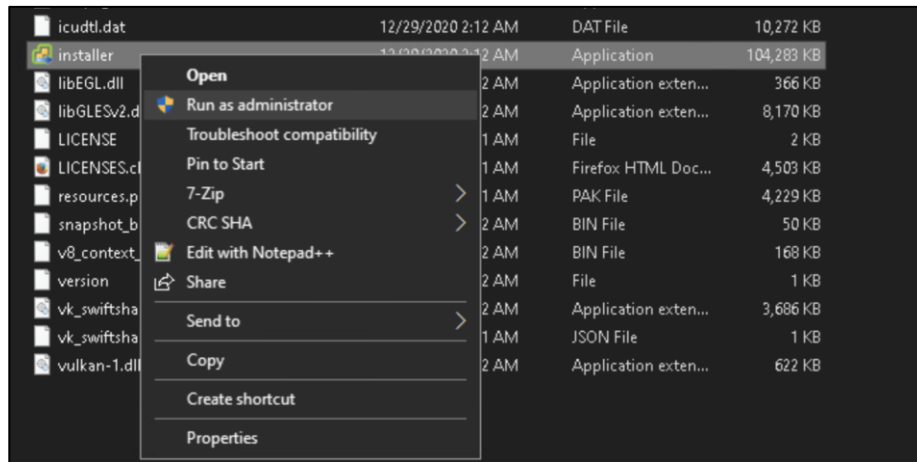 icudtl.dat 12/29/2020 2:12 AM DAT File 10,272 KB
installer 12/29/2020 2:12 AM Application 104,283 KB
libEGL.dll 2 AM Application exten... 366 KB
Open
Run as administrator
libGLESv2.d 2 AM Application exten... 8,170 KB
Troubleshoot compatibility
LICENSE 1 AM File 2 KB
Pin to Start
LICENSES.cl 1 AM Firefox HTML Doc... 4,503 KB
7-Zip
resources.p 1 AM PAK File 4,229 KB
CRC SHA
snapshot_b 2 AM BIN File 50 KB
Edit with Notepad++
v8_context_ 2 AM BIN File 168 KB
Share
version 2 AM File 1 KB
vk_swiftsha 2 AM Application exten... 3,686 KB
Send to
vk_swiftsha 1 AM JSON File 1 KB
Copy
vulkan-1.dll 2 AM Application exten... 622 KB
Create shortcut
Properties